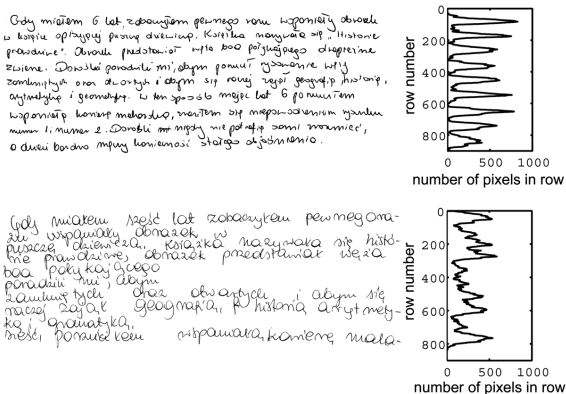 Gdy miałem 6 lat, zobaczyłem pewnego razu wspaniały obrazek
w książce opisującej puszczę dziewiczą. Książka nazywała się „Historie
prawdziwe". Obrazek przedstawiał węża boa połykającego drapieżne
zwierzę. Dorośli poradzili mi, abym porzucił rysowanie węży
zamkniętych oraz otwartych i abym się raczej zajął geografią, historią,
arytmetyką i gramatyką. w ten sposób mając lat 6 porzuciłem
wspaniałą karierę malarską, zraziłem się niepowodzeniem rysunku
numer 1 i numer 2. Dorośli nigdy nie potrafią sami zrozumieć,
a dzieci bardzo męczy konieczność stałego objaśniania.
0
200
400
600
800
row number
0 500 1000
number of pixels in row
Gdy miałem sześć lat zobaczyłem pewnego ra-
zu wspaniały obrazek w
puszczę dziewiczą. Książka nazywała się histo-
rie prawdziwe, obrazek przedstawiał węża
boa połykającego
poradzili mi, abym
zamkniętych oraz otwartych i abym się
raczej zajął geografią, historią arytmety-
ką i gramatyką.
sześć porzuciłem wspaniałą karierę mala-
0
200
400
600
800
row number
0 500 1000
number of pixels in row